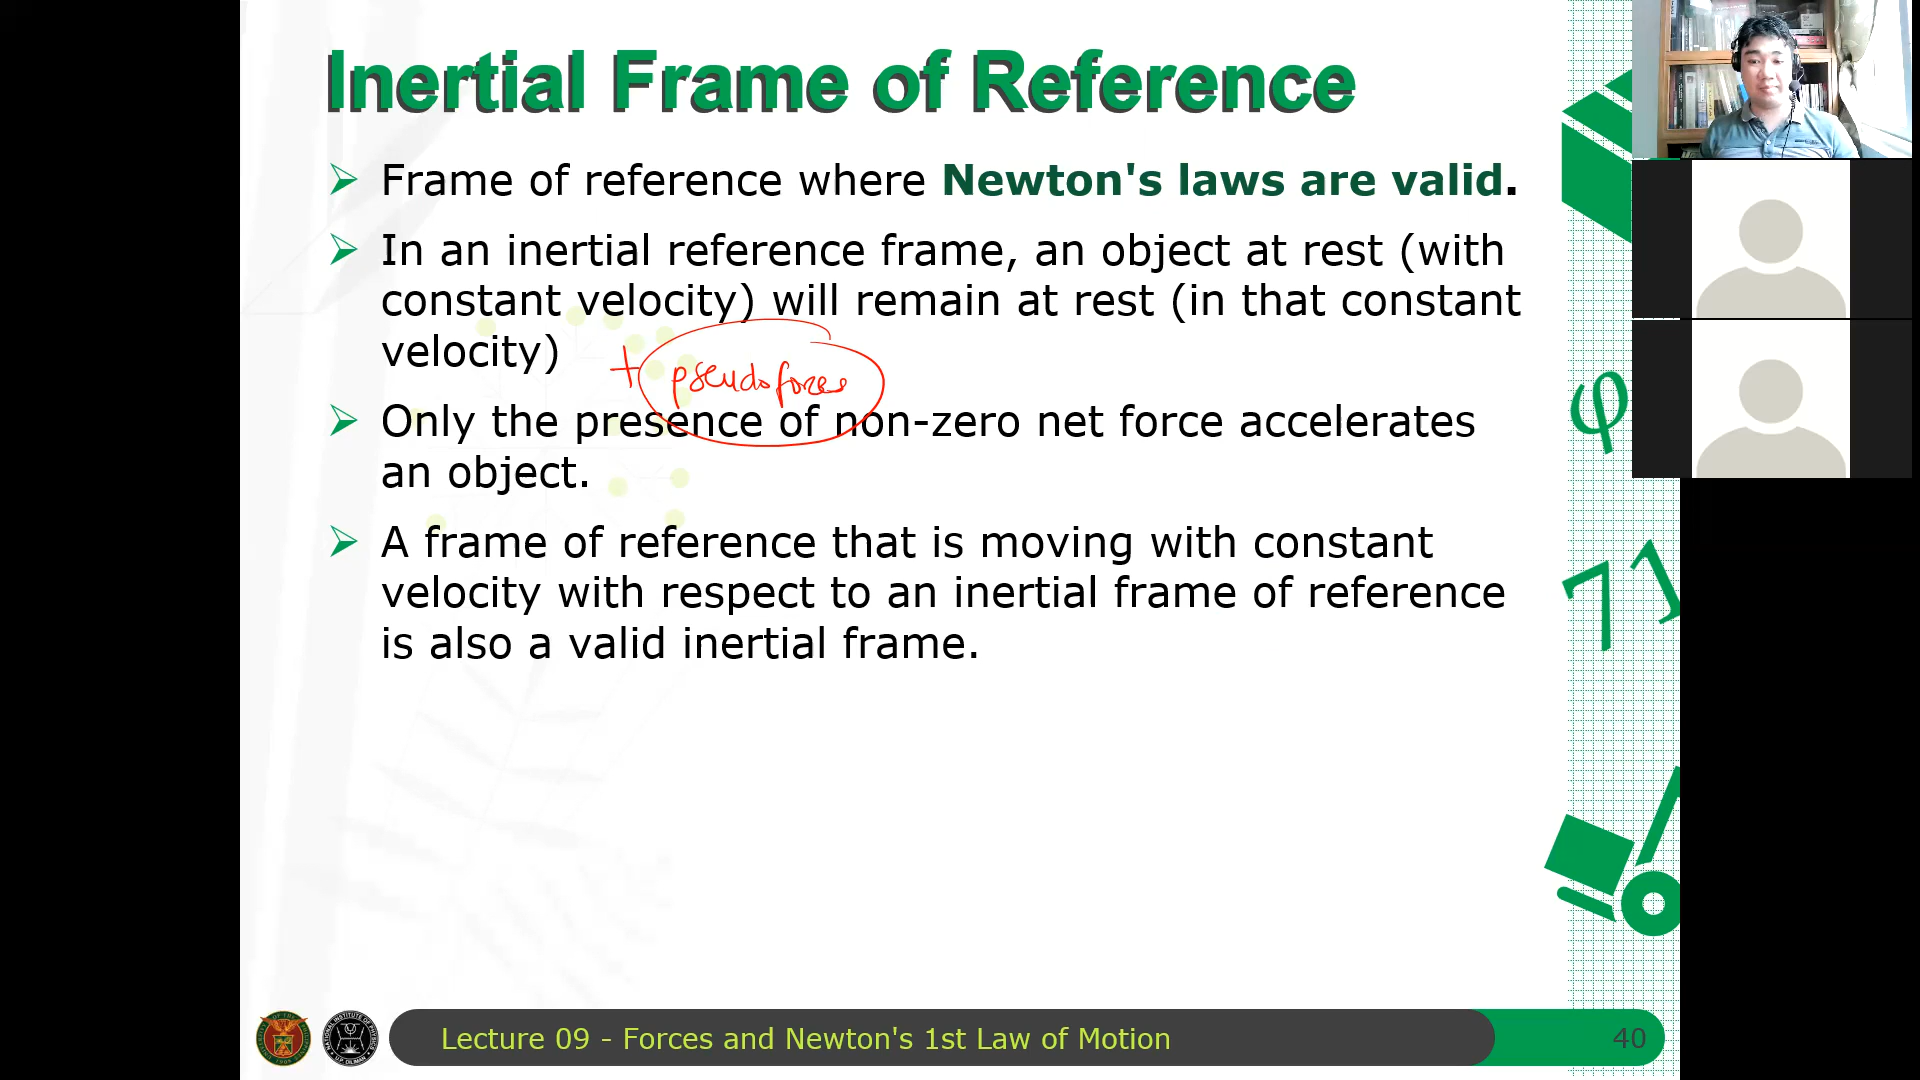 Inertial Frame of Reference
Frame of reference where Newton's laws are valid.
In an inertial reference frame, an object at rest (with
constant velocity) will remain at rest (in that constant
velocity)
+ pseudoforces
Only the presence of non-zero net force accelerates
an object.
A frame of reference that is moving with constant
velocity with respect to an inertial frame of reference
is also a valid inertial frame.
φ
71
Lecture 09 - Forces and Newton's 1st Law of Motion
40